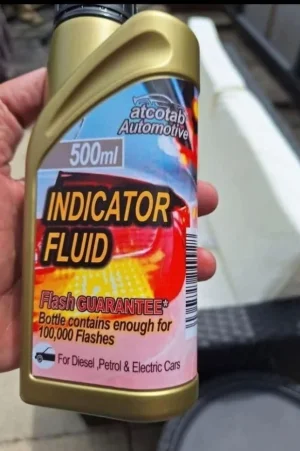 atcotab
Automotive
500ml
INDICATOR
FLUID
Flash GUARANTEE*
Bottle contains enough for
100,000 Flashes
For Diesel ,Petrol & Electric Cars